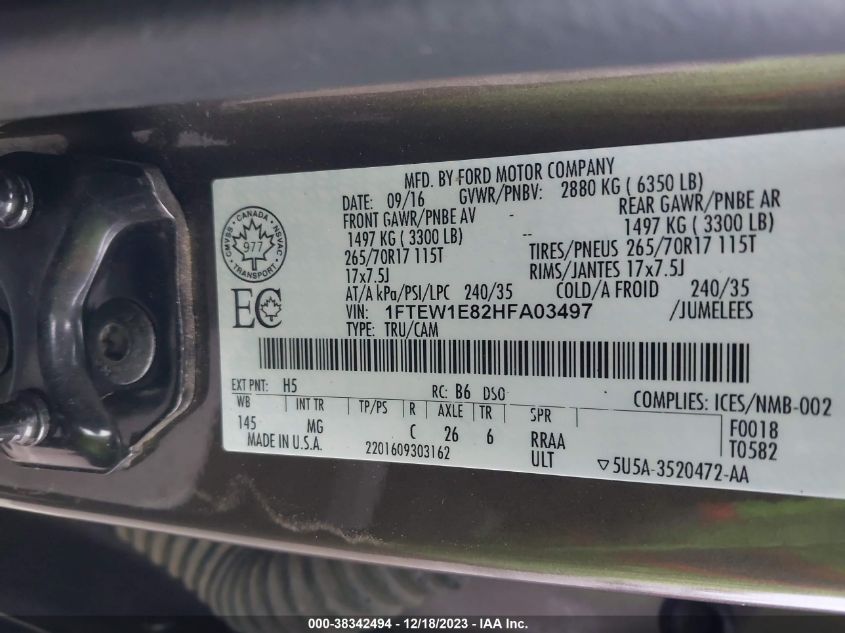 MFD. BY FORD MOTOR COMPANY
DATE: 09/16 GVWR/PNBV: 2880 KG ( 6350 LB)
FRONT GAWR/PNBE AV - REAR GAWR/PNBE AR
1497 KG ( 3300 LB) -- 1497 KG ( 3300 LB)
265/70R17 115T TIRES/PNEUS 265/70R17 115T
17x7.5J RIMS/JANTES 17x7.5J
AT/A kPa/PSI/LPC 240/35 COLD/A FROID 240/35
VIN: 1FTEW1E82HFA03497 /JUMELEES
TYPE: TRU/CAM
CMVSS CANADA NSVAC
977
TRANSPORT
EC
EXT PNT: H5 RC: B6 DSO COMPLIES: ICES/NMB-002
WB INT TR TP/PS R AXLE TR SPR F0018
145 MG C 26 6 RRAA T0582
MADE IN U.S.A. 2201609303162 ULT ▽5U5A-3520472-AA
000-38342494 - 12/18/2023 - IAA Inc.